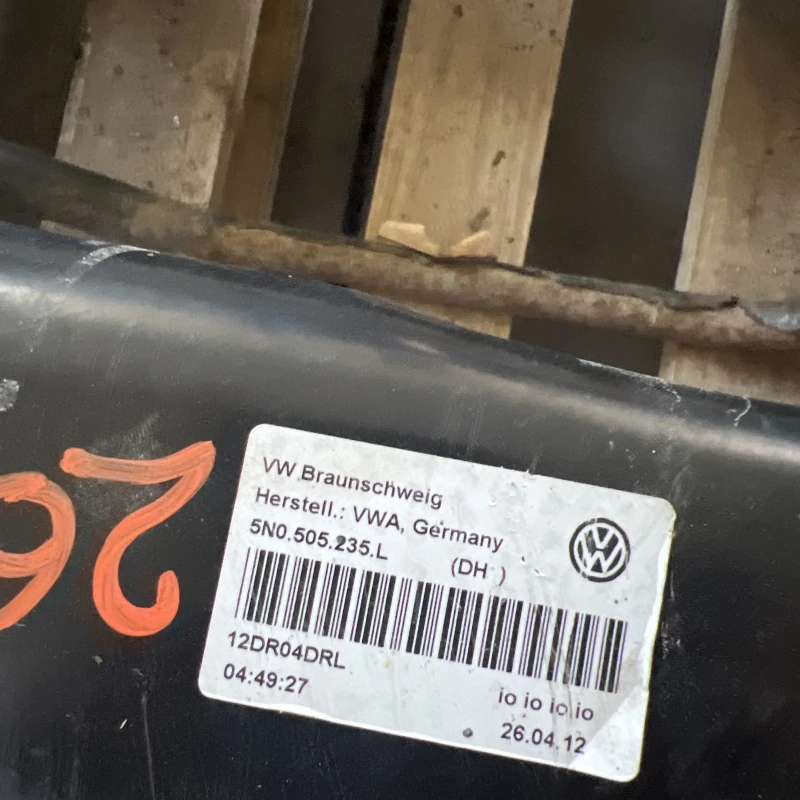 VW Braunschweig
Herstell.: VWA, Germany
5N0.505.235.L (DH )
12DR04DRL
04:49:27
io io io io
26.04.12